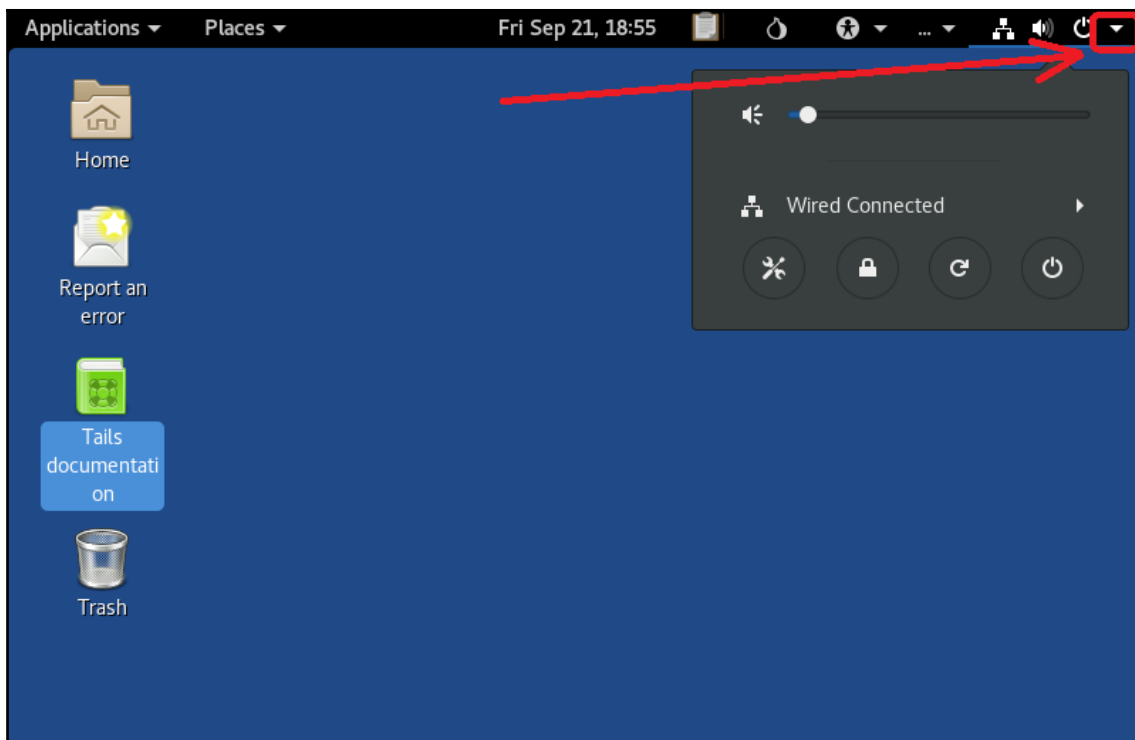 Applications Places Fri Sep 21, 18:55 ...
Home
Wired Connected
Report an
error
Tails
documentati
on
Trash